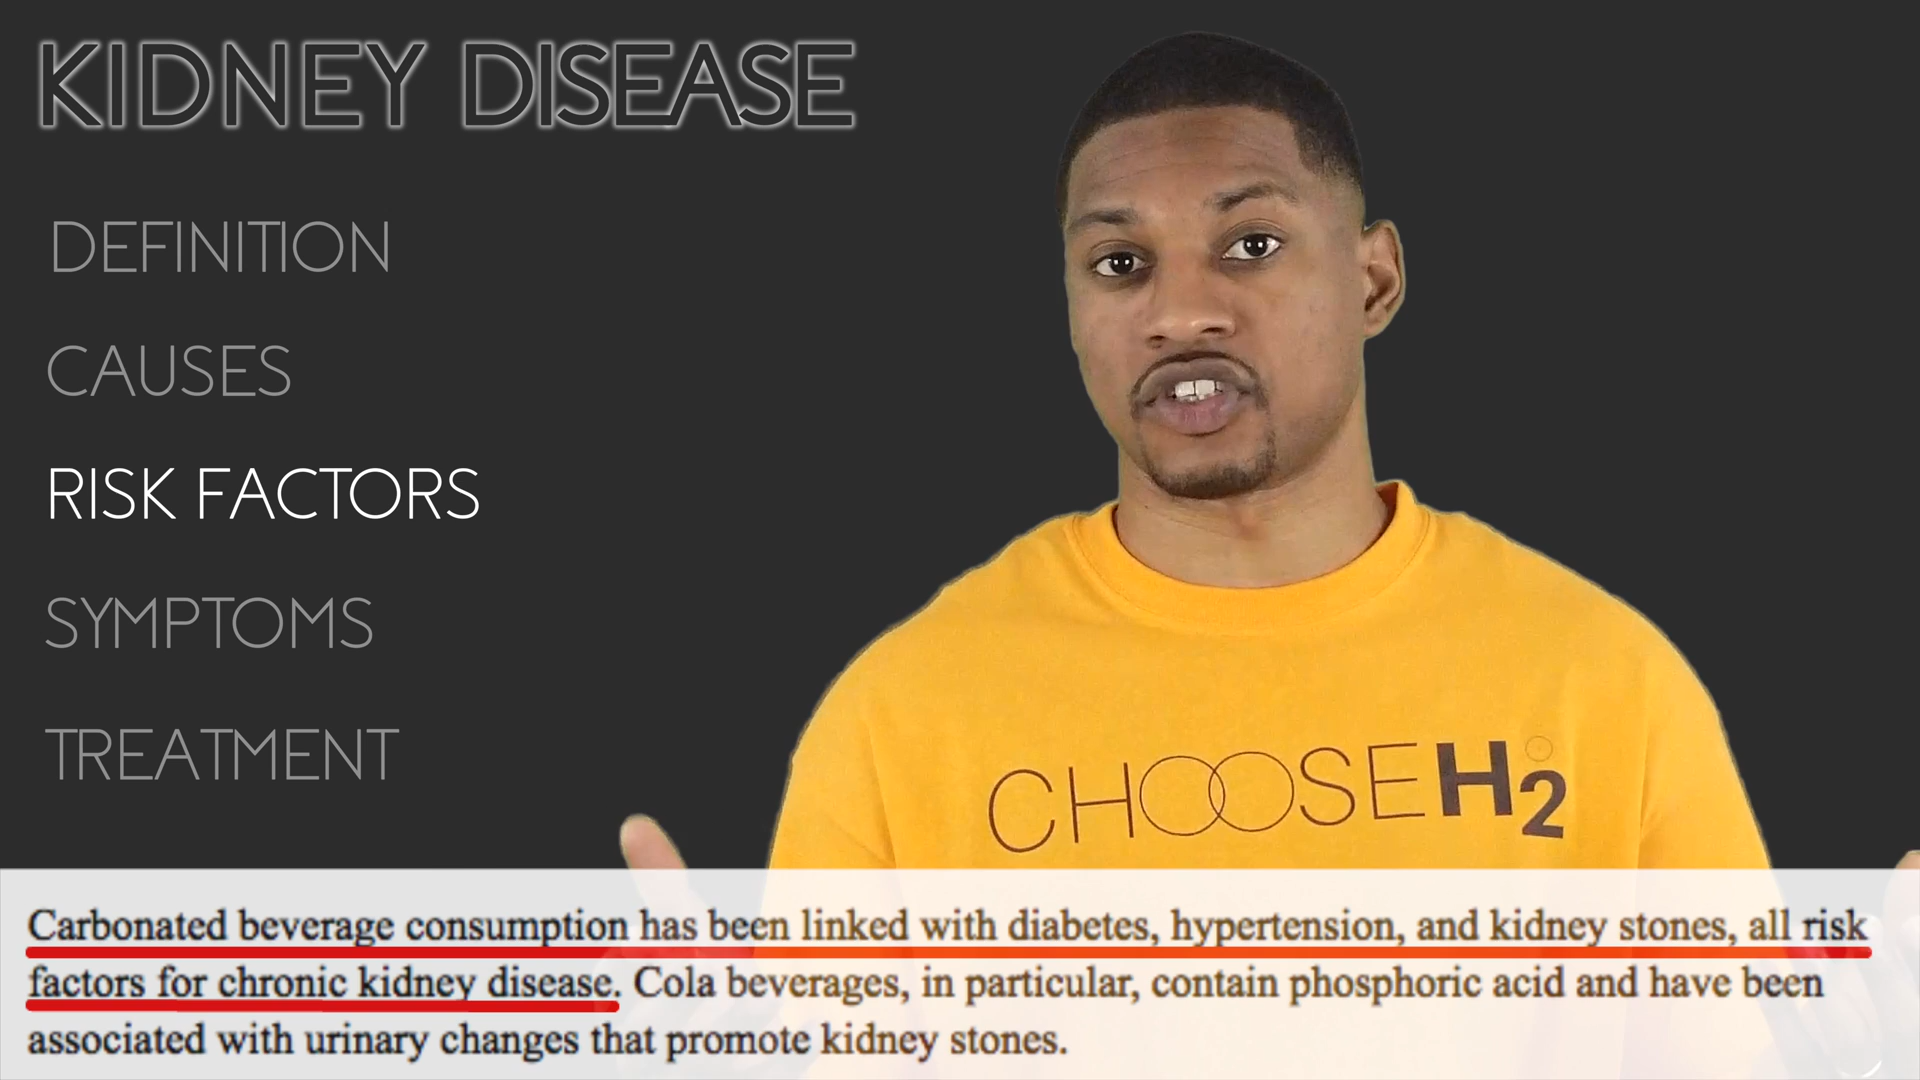 KIDNEY DISEASE
DEFINITION
CAUSES
RISK FACTORS
SYMPTOMS
TREATMENT
CHOOSEH2
Carbonated beverage consumption has been linked with diabetes, hypertension, and kidney stones, all risk
factors for chronic kidney disease. Cola beverages, in particular, contain phosphoric acid and have been
associated with urinary changes that promote kidney stones.